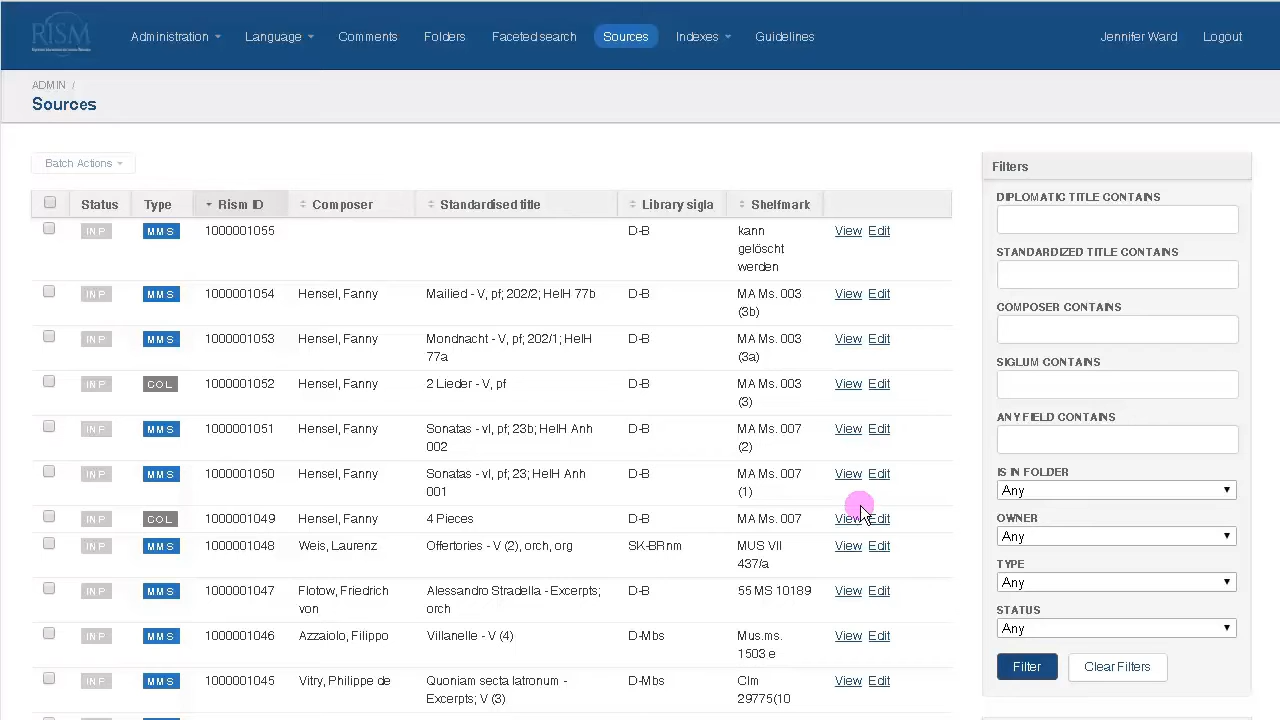 RISM
Administration Language Comments Folders Faceted search Sources Indexes Guidelines Jennifer Ward Logout
ADMIN /
Sources
Batch Actions
Status Type Rism ID Composer Standardised title Library sigla Shelfmark
INP MMS 1000001055 D-B kann gelöscht werden View Edit
INP MMS 1000001054 Hensel, Fanny Mailied - V, pf; 202/2; HelH 77b D-B MA Ms. 003 (3b) View Edit
INP MMS 1000001053 Hensel, Fanny Mondnacht - V, pf; 202/1; HelH 77a D-B MA Ms. 003 (3a) View Edit
INP COL 1000001052 Hensel, Fanny 2 Lieder - V, pf D-B MA Ms. 003 (3) View Edit
INP MMS 1000001051 Hensel, Fanny Sonatas - vl, pf; 23b; HelH Anh 002 D-B MA Ms. 007 (2) View Edit
INP MMS 1000001050 Hensel, Fanny Sonatas - vl, pf; 23; HelH Anh 001 D-B MA Ms. 007 (1) View Edit
INP COL 1000001049 Hensel, Fanny 4 Pieces D-B MA Ms. 007 View Edit
INP MMS 1000001048 Weis, Laurenz Offertories - V (2), orch, org SK-BRnm MUS VII 437/a View Edit
INP MMS 1000001047 Flotow, Friedrich von Alessandro Stradella - Excerpts; orch D-B 55 MS 10189 View Edit
INP MMS 1000001046 Azzaiolo, Filippo Villanelle - V (4) D-Mbs Mus.ms. 1503 e View Edit
INP MMS 1000001045 Vitry, Philippe de Quoniam secta latronum - Excerpts; V (3) D-Mbs Clm 29775(10 View Edit
Filters
DIPLOMATIC TITLE CONTAINS
STANDARDIZED TITLE CONTAINS
COMPOSER CONTAINS
SIGLUM CONTAINS
ANY FIELD CONTAINS
IS IN FOLDER
Any
OWNER
Any
TYPE
Any
STATUS
Any
Filter Clear Filters